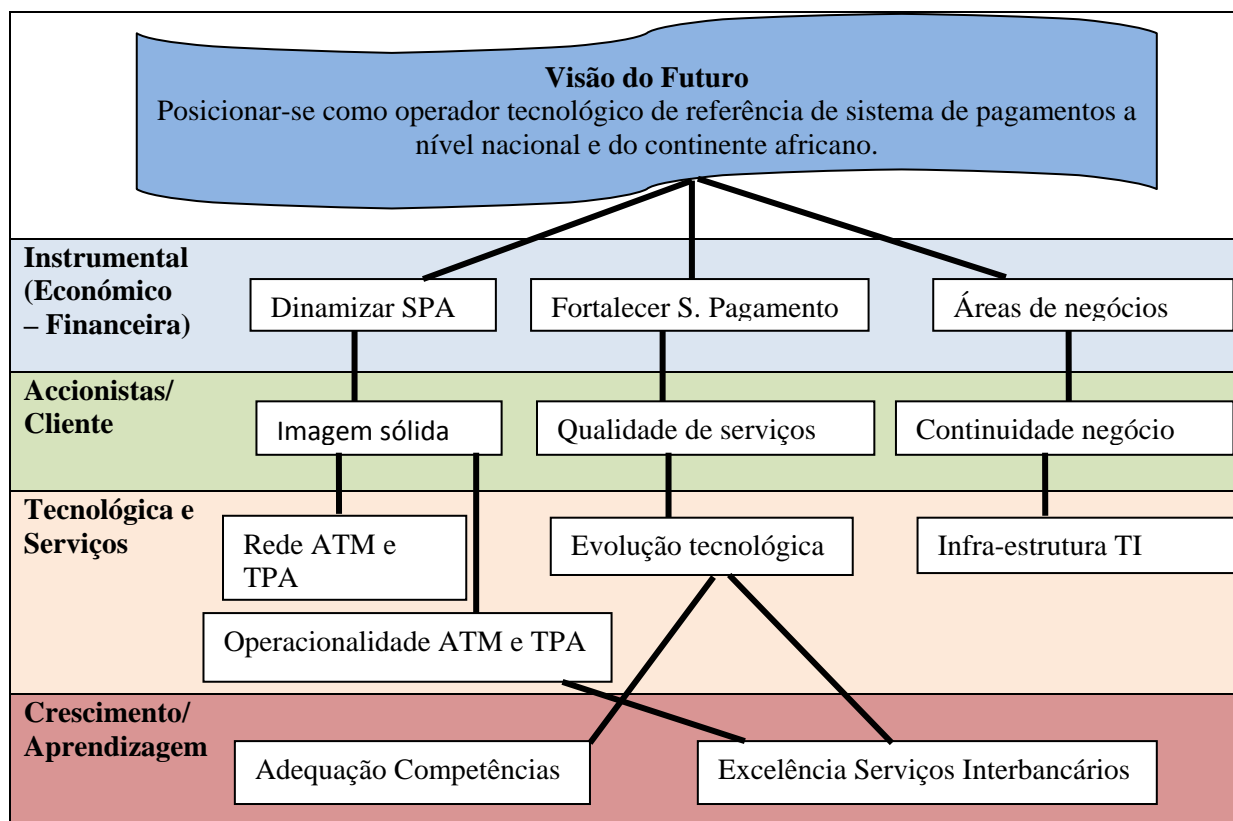 Visão do Futuro
Posicionar-se como operador tecnológico de referência de sistema de pagamentos a
nível nacional e do continente africano.
Instrumental
(Económico
– Financeira)
Dinamizar SPA
Fortalecer S. Pagamento
Áreas de negócios
Accionistas/
Cliente
Imagem sólida
Qualidade de serviços
Continuidade negócio
Tecnológica e
Serviços
Rede ATM e
TPA
Evolução tecnológica
Infra-estrutura TI
Operacionalidade ATM e TPA
Crescimento/
Aprendizagem
Adequação Competências
Excelência Serviços Interbancários